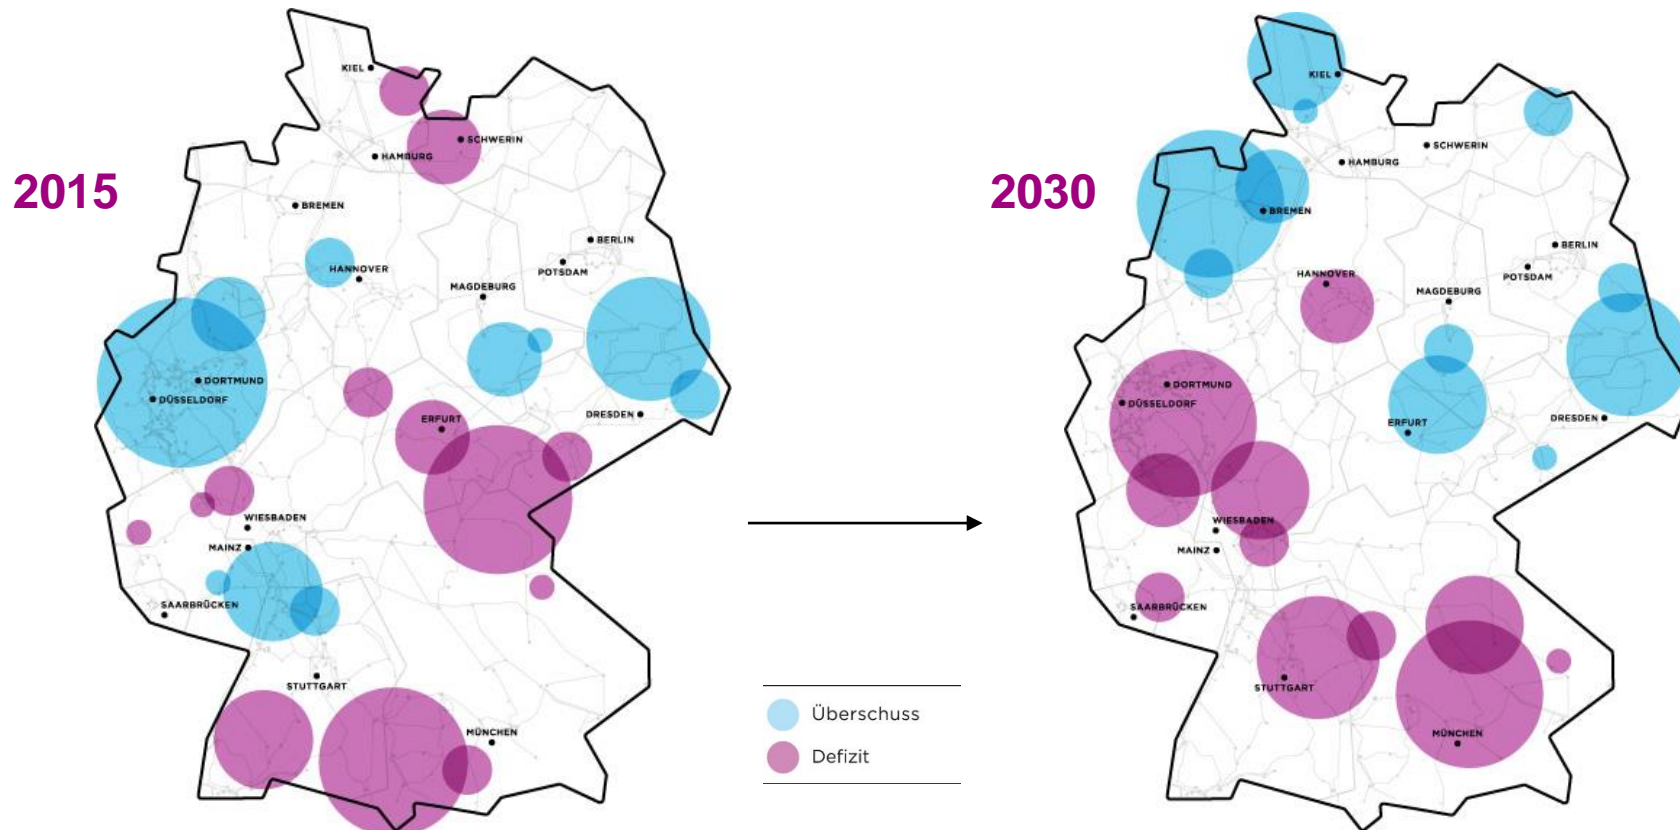 2015
KIEL
SCHWERIN
HAMBURG
BREMEN
BERLIN
HANNOVER
POTSDAM
MAGDEBURG
DORTMUND
DÜSSELDORF
ERFURT
DRESDEN
WIESBADEN
MAINZ
SAARBRÜCKEN
STUTTGART
MÜNCHEN
Überschuss
Defizit
2030
KIEL
SCHWERIN
HAMBURG
BREMEN
BERLIN
HANNOVER
POTSDAM
MAGDEBURG
DORTMUND
DÜSSELDORF
ERFURT
DRESDEN
WIESBADEN
MAINZ
SAARBRÜCKEN
STUTTGART
MÜNCHEN